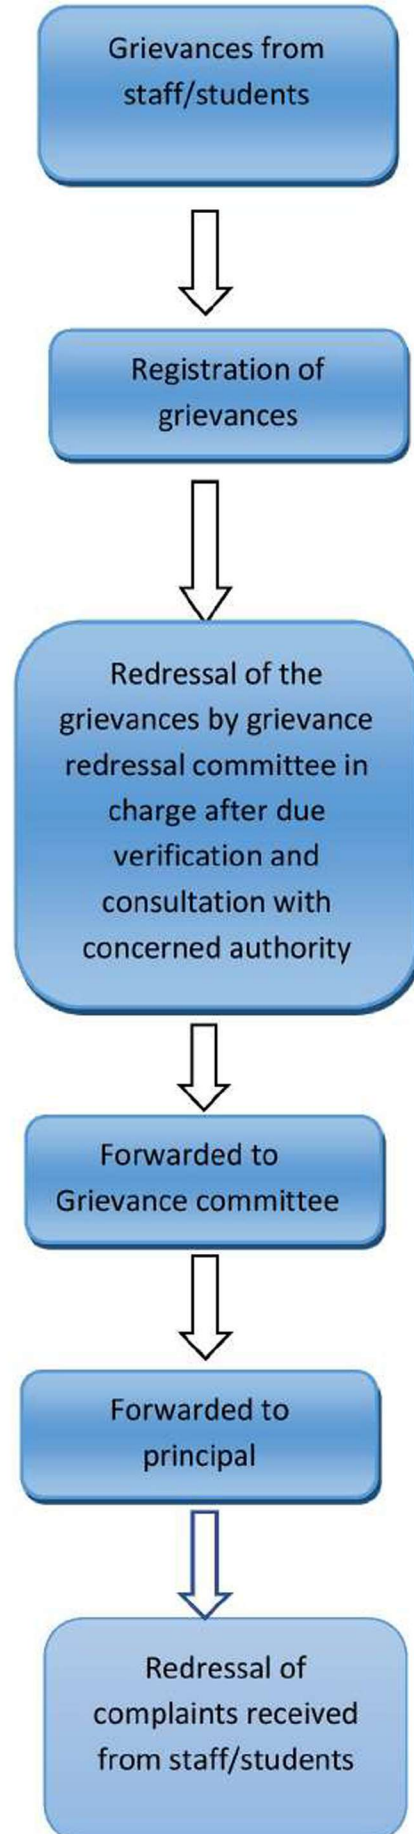 Grievances from
staff/students
Registration of
grievances
Redressal of the
grievances by grievance
redressal committee in
charge after due
verification and
consultation with
concerned authority
Forwarded to
Grievance committee
Forwarded to
principal
Redressal of
complaints received
from staff/students